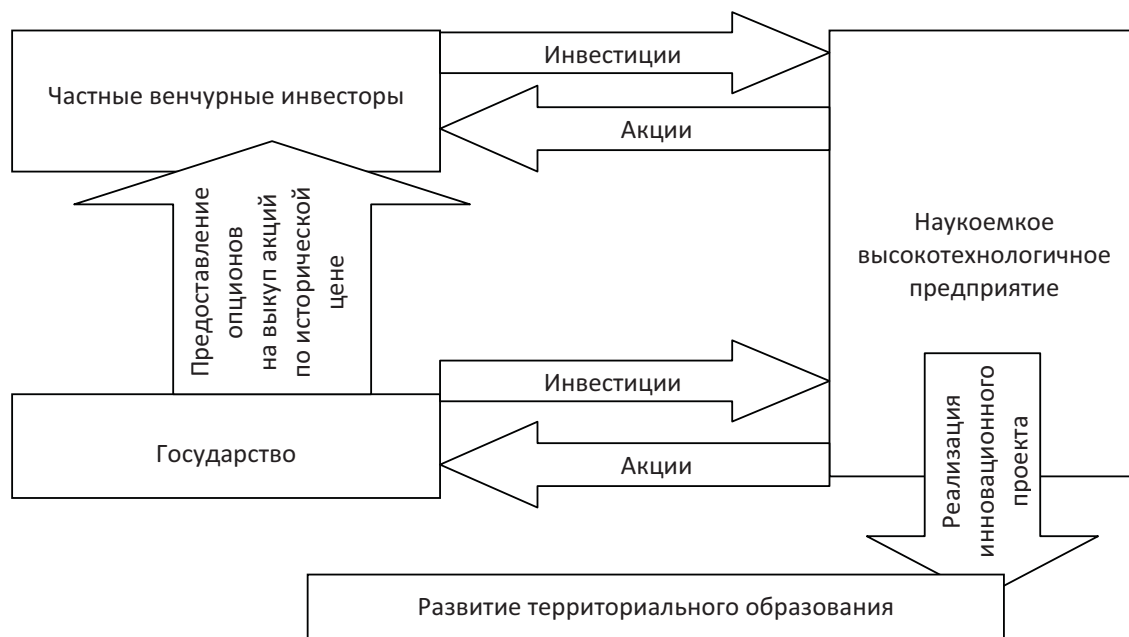 Инвестиции
Частные венчурные инвесторы
Акции
Предоставление
опционов
на выкуп акций
по исторической
цене
Наукоемкое
высокотехнологичное
предприятие
Инвестиции
Государство
Акции
Реализация
инновационного
проекта
Развитие территориального образования